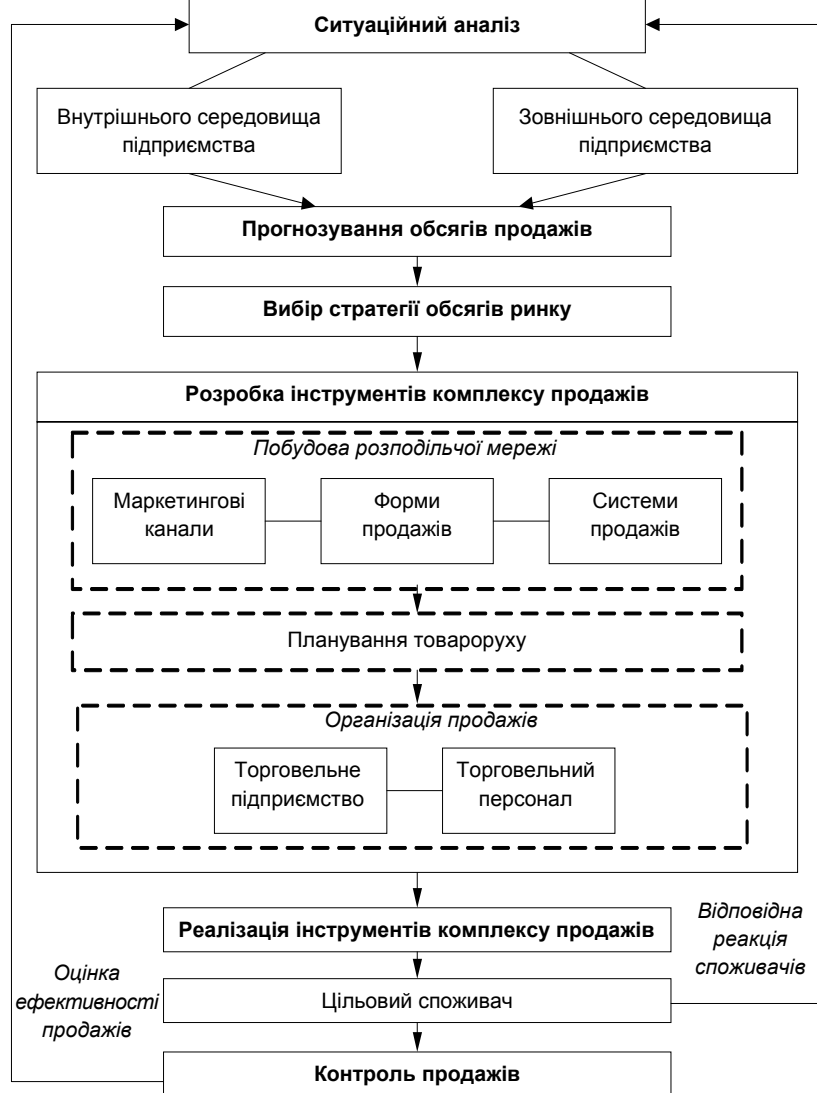 Ситуаційний аналіз
Внутрішнього середовища
підприємства
Зовнішнього середовища
підприємства
Прогнозування обсягів продажів
Вибір стратегії обсягів ринку
Розробка інструментів комплексу продажів
Побудова розподільчої мережі
Маркетингові
канали
Форми
продажів
Системи
продажів
Планування товароруху
Організація продажів
Торговельне
підприємство
Торговельний
персонал
Реалізація інструментів комплексу продажів
Відповідна
реакція
споживачів
Оцінка
ефективності
продажів
Цільовий споживач
Контроль продажів